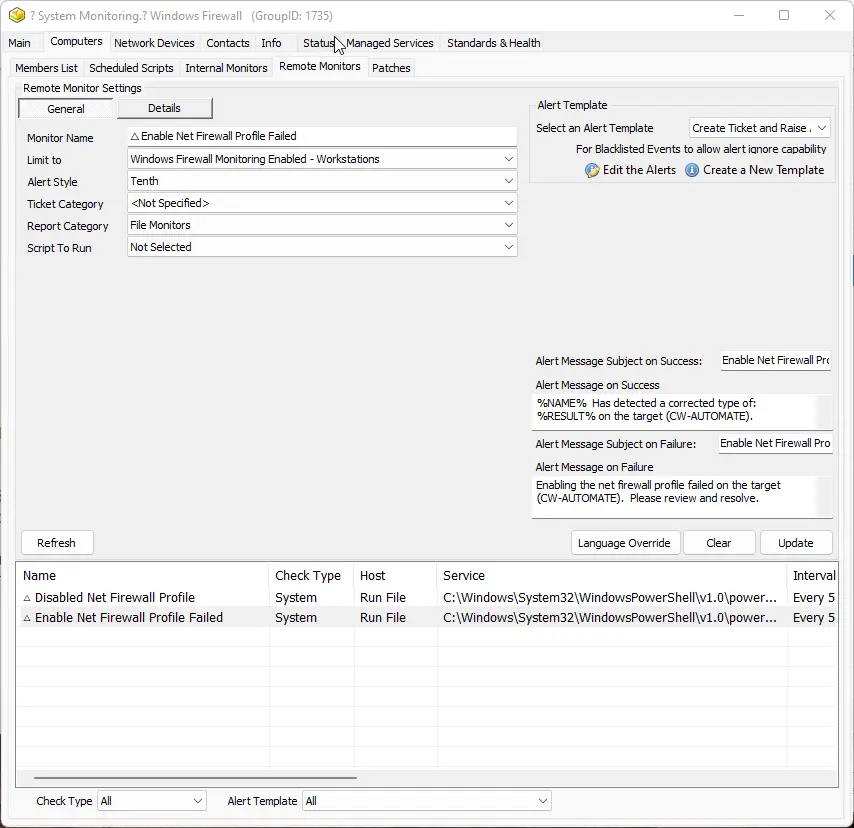 ? System Monitoring.? Windows Firewall (GroupID: 1735)
Main Computers Network Devices Contacts Info Status Managed Services Standards & Health
Members List Scheduled Scripts Internal Monitors Remote Monitors Patches
Remote Monitor Settings
General Details
Monitor Name △ Enable Net Firewall Profile Failed
Limit to Windows Firewall Monitoring Enabled - Workstations
Alert Style Tenth
Ticket Category <Not Specified>
Report Category File Monitors
Script To Run Not Selected
Alert Template
Select an Alert Template Create Ticket and Raise
For Blacklisted Events to allow alert ignore capability
Edit the Alerts Create a New Template
Alert Message Subject on Success: Enable Net Firewall Pro
Alert Message on Success
%NAME% Has detected a corrected type of:
%RESULT% on the target (CW-AUTOMATE).
Alert Message Subject on Failure: Enable Net Firewall Pro
Alert Message on Failure
Enabling the net firewall profile failed on the target
(CW-AUTOMATE). Please review and resolve.
Refresh Language Override Clear Update
Name Check Type Host Service Interval
△ Disabled Net Firewall Profile System Run File C:\Windows\System32\WindowsPowerShell\v1.0\power... Every 5
△ Enable Net Firewall Profile Failed System Run File C:\Windows\System32\WindowsPowerShell\v1.0\power... Every 5
Check Type All Alert Template All